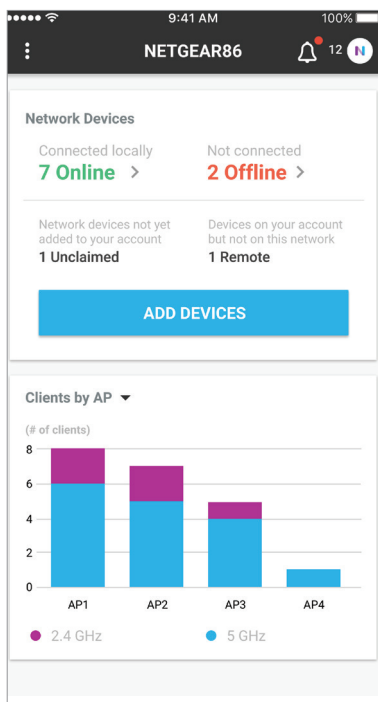 9:41 AM
100%
NETGEAR86
12
N
Network Devices
Connected locally
Not connected
7 Online >
2 Offline >
Network devices not yet
added to your account
Devices on your account
but not on this network
1 Unclaimed
1 Remote
ADD DEVICES
Clients by AP
(# of clients)
8
6
4
2
0
AP1 AP2 AP3 AP4
2.4 GHz
5 GHz